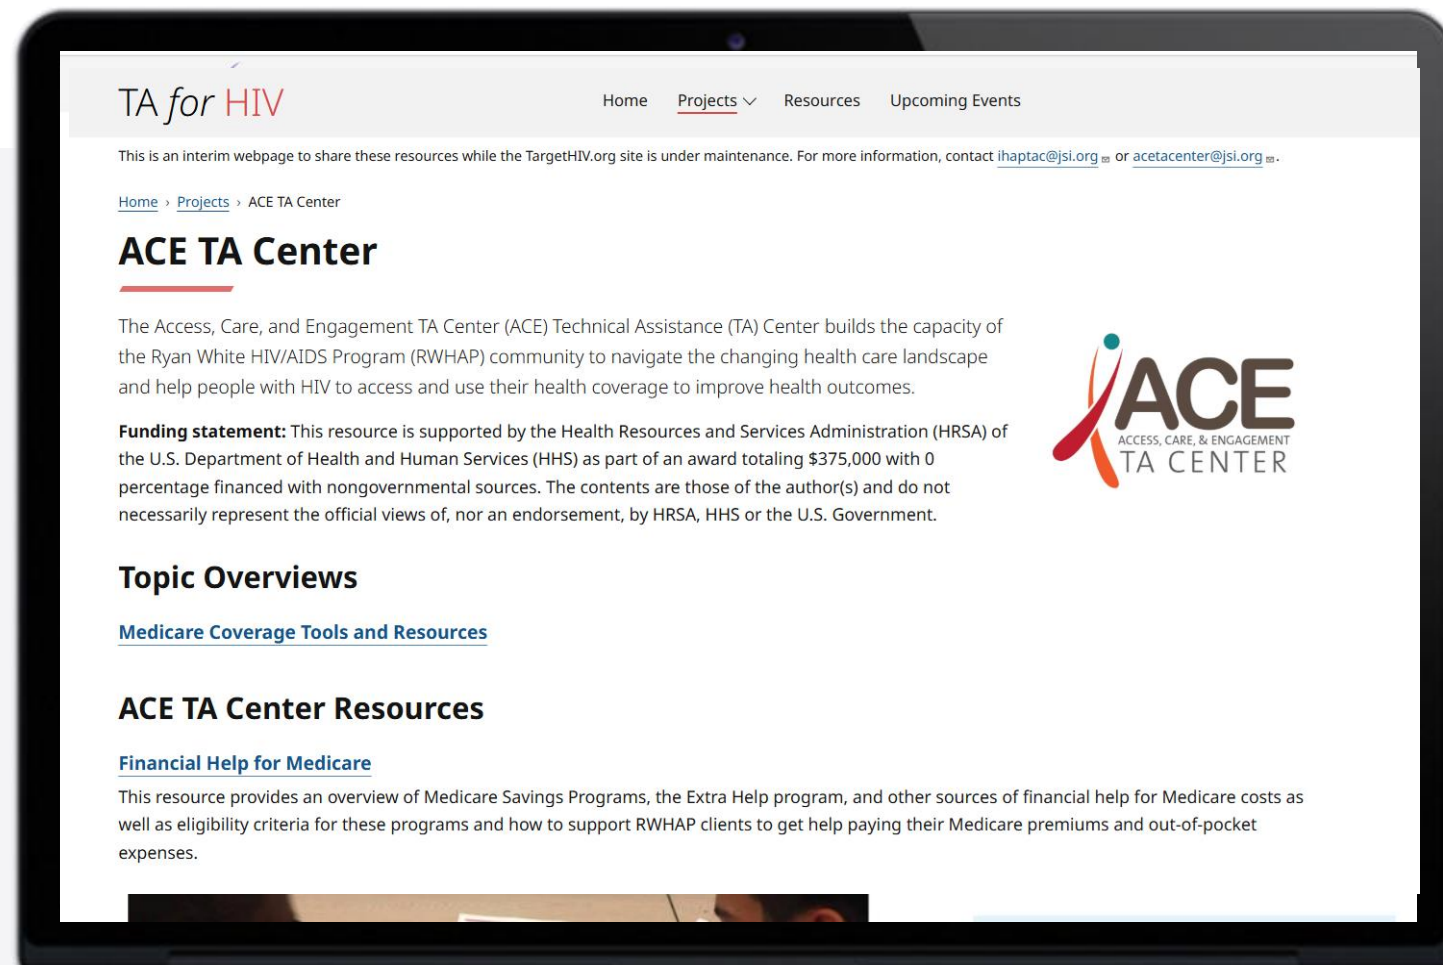 TA for HIV
Home Projects Resources Upcoming Events
This is an interim webpage to share these resources while the TargetHIV.org site is under maintenance. For more information, contact ihaptac@jsi.org or acetacenter@jsi.org.
Home › Projects › ACE TA Center
ACE TA Center
The Access, Care, and Engagement TA Center (ACE) Technical Assistance (TA) Center builds the capacity of
the Ryan White HIV/AIDS Program (RWHAP) community to navigate the changing health care landscape
and help people with HIV to access and use their health coverage to improve health outcomes.
ACE
ACCESS, CARE, & ENGAGEMENT
TA CENTER
Funding statement: This resource is supported by the Health Resources and Services Administration (HRSA) of
the U.S. Department of Health and Human Services (HHS) as part of an award totaling $375,000 with 0
percentage financed with nongovernmental sources. The contents are those of the author(s) and do not
necessarily represent the official views of, nor an endorsement, by HRSA, HHS or the U.S. Government.
Topic Overviews
Medicare Coverage Tools and Resources
ACE TA Center Resources
Financial Help for Medicare
This resource provides an overview of Medicare Savings Programs, the Extra Help program, and other sources of financial help for Medicare costs as
well as eligibility criteria for these programs and how to support RWHAP clients to get help paying their Medicare premiums and out-of-pocket
expenses.